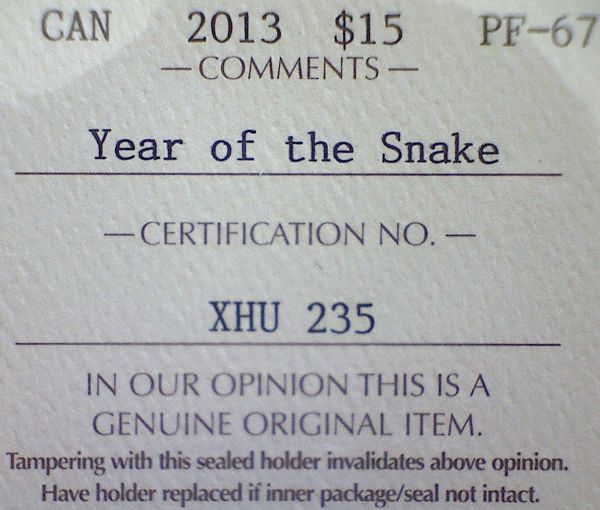 CAN 2013 $15 PF-67
—COMMENTS—
Year of the Snake
—CERTIFICATION NO.—
XHU 235
IN OUR OPINION THIS IS A
GENUINE ORIGINAL ITEM.
Tampering with this sealed holder invalidates above opinion.
Have holder replaced if inner package/seal not intact.